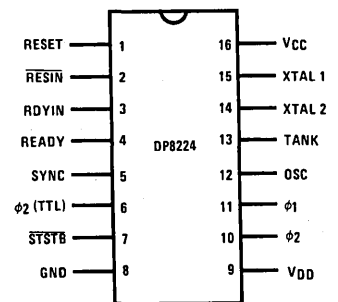 RESET 1 16 VCC
RESIN 2 15 XTAL 1
RDYIN 3 14 XTAL 2
READY 4 DP8224 13 TANK
SYNC 5 12 OSC
φ2 (TTL) 6 11 φ1
STSTB 7 10 φ2
GND 8 9 VDD